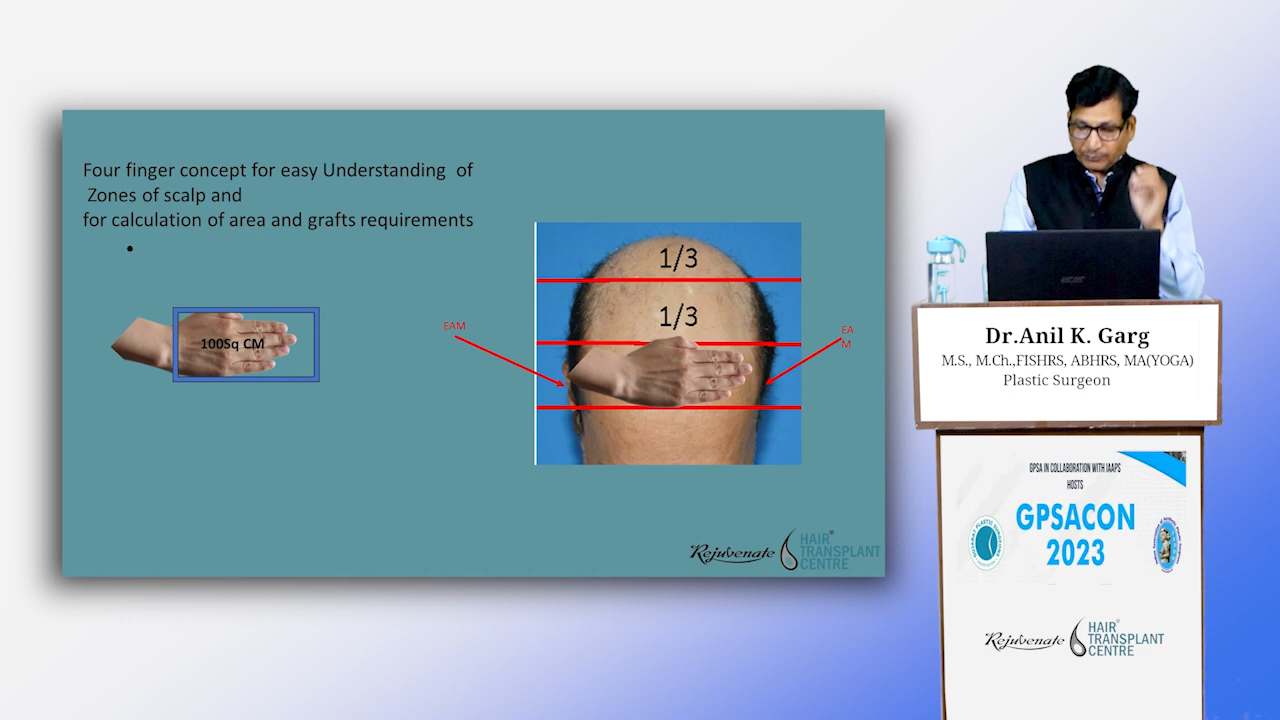 Four finger concept for easy Understanding of
Zones of scalp and
for calculation of area and grafts requirements
•
100Sq CM
1/3
1/3
EAM
EA
M
Rejuvenate HAIR®
TRANSPLANT
CENTRE
acer
Dr.Anil K. Garg
M.S., M.Ch.,FISHRS, ABHRS, MA(YOGA)
Plastic Surgeon
GPSA IN COLLABORATION WITH IAAPS
HOSTS
GPSACON
2023
Rejuvenate HAIR®
TRANSPLANT
CENTRE